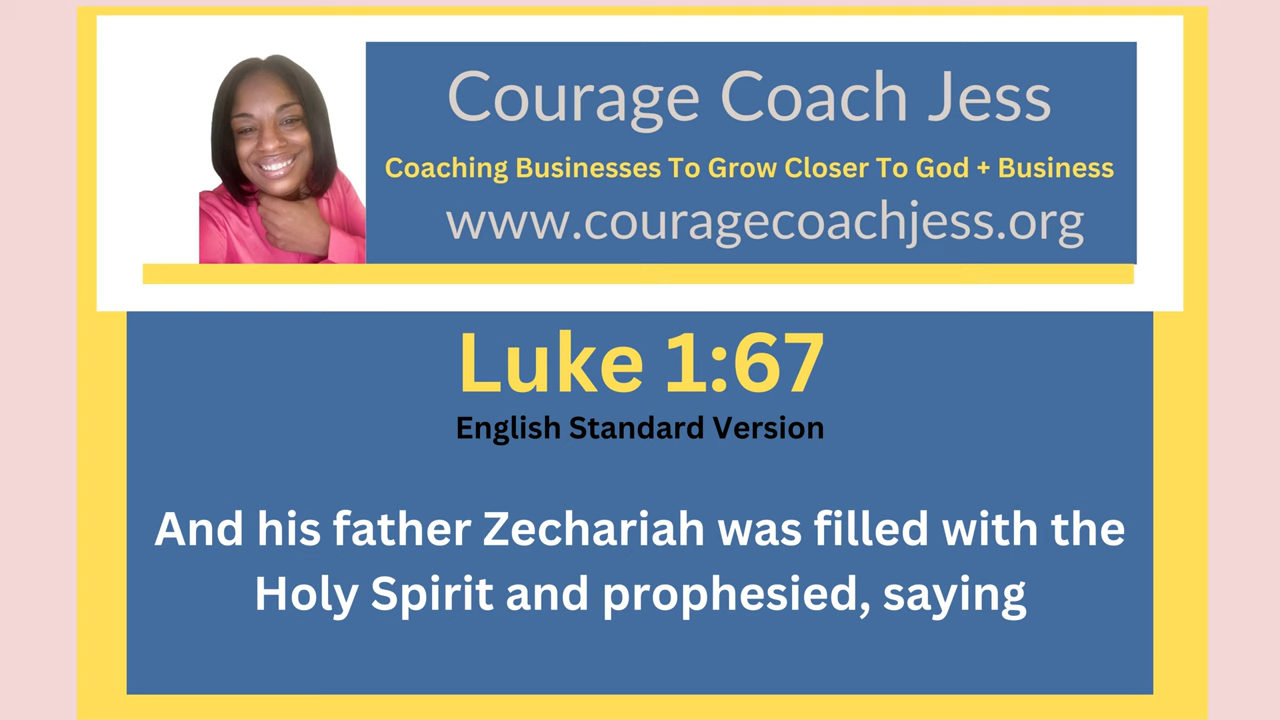 Courage Coach Jess
Coaching Businesses To Grow Closer To God + Business
www.couragecoachjess.org
Luke 1:67
English Standard Version
And his father Zechariah was filled with the
Holy Spirit and prophesied, saying